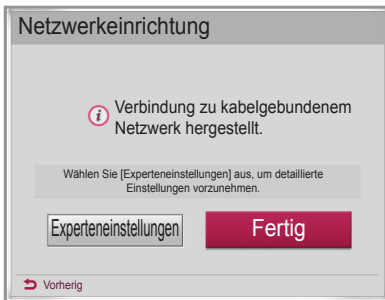 Netzwerkeinrichtung
Verbindung zu kabelgebundenem
Netzwerk hergestellt.
Wählen Sie [Experteneinstellungen] aus, um detaillierte
Einstellungen vorzunehmen.
Experteneinstellungen
Fertig
Vorherig